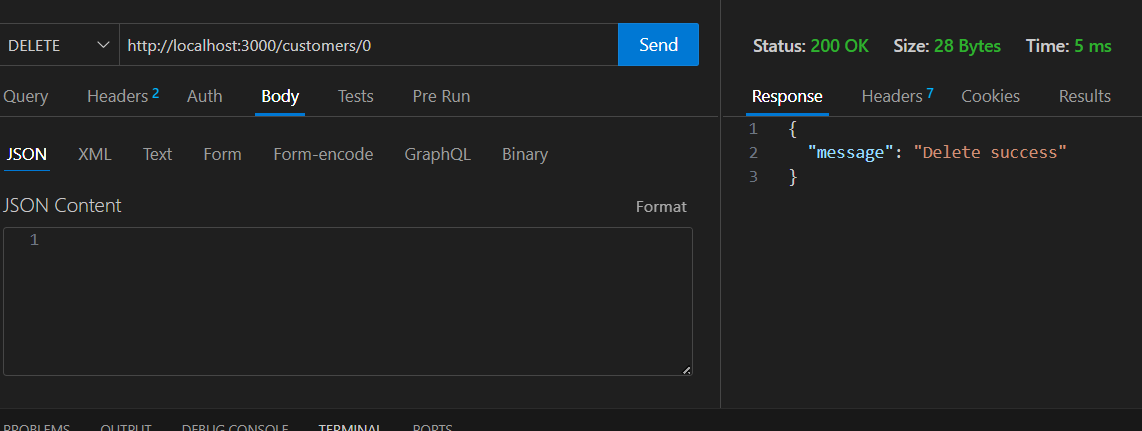 DELETE http://localhost:3000/customers/0 Send
Query Headers 2 Auth Body Tests Pre Run
JSON XML Text Form Form-encode GraphQL Binary
JSON Content Format
1
Status: 200 OK Size: 28 Bytes Time: 5 ms
Response Headers 7 Cookies Results
1 {
2 "message": "Delete success"
3 }
PROBLEMS OUTPUT DEBUG CONSOLE TERMINAL PORTS